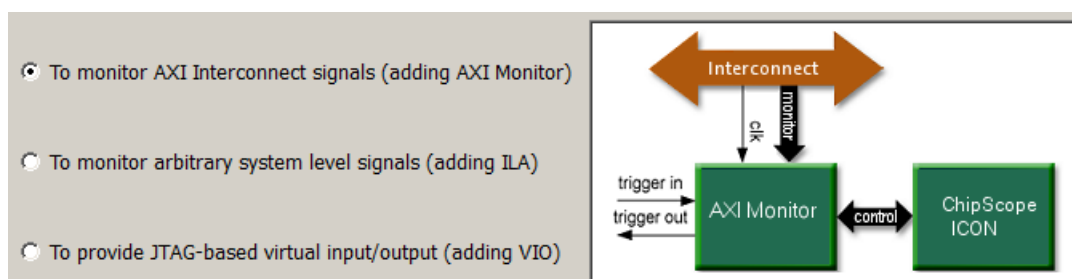 To monitor AXI Interconnect signals (adding AXI Monitor)
To monitor arbitrary system level signals (adding ILA)
To provide JTAG-based virtual input/output (adding VIO)
Interconnect
clk
monitor
trigger in
trigger out
AXI Monitor
control
ChipScope
ICON